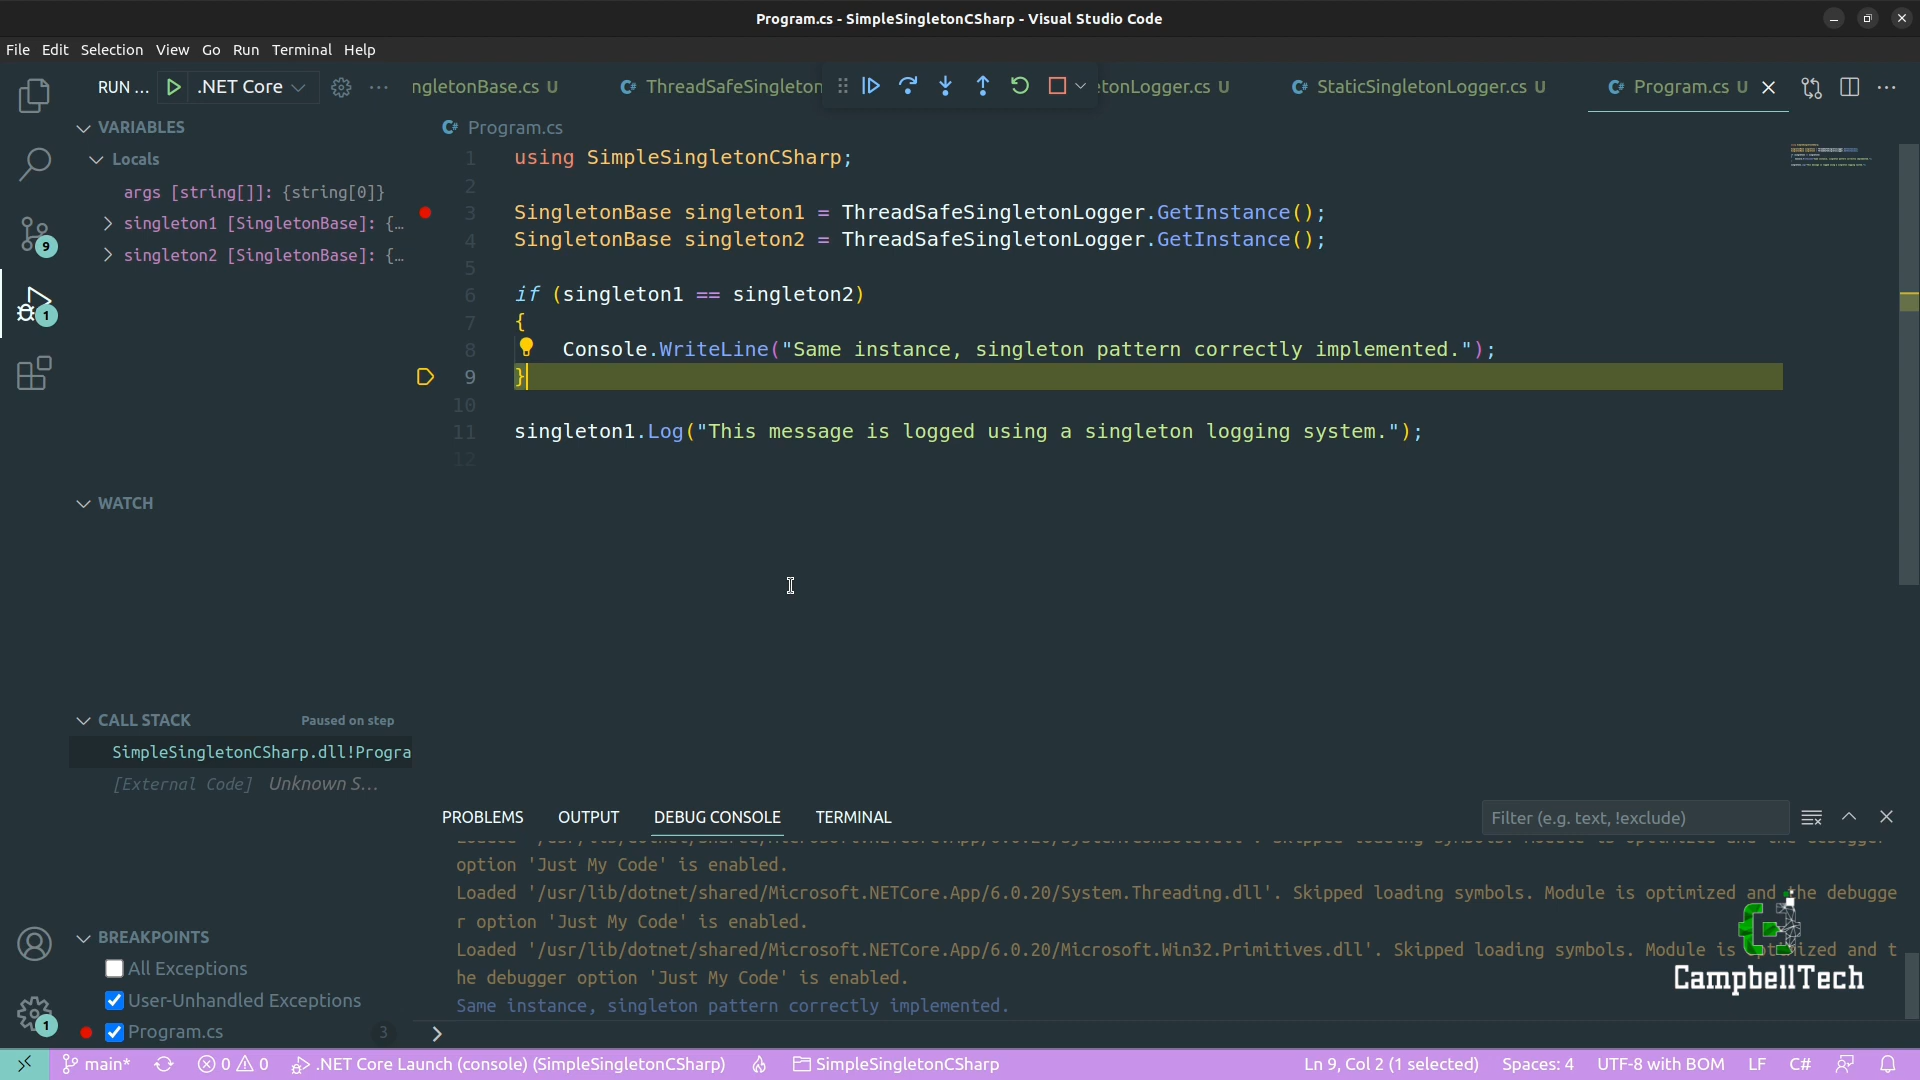 Program.cs - SimpleSingletonCSharp - Visual Studio Code
File Edit Selection View Go Run Terminal Help
RUN ... .NET Core ngletonBase.cs U ThreadSafeSingleton etonLogger.cs U StaticSingletonLogger.cs U Program.cs U
VARIABLES
Locals
args [string[]]: {string[0]}
singleton1 [SingletonBase]: {...
singleton2 [SingletonBase]: {...
WATCH
CALL STACK Paused on step
SimpleSingletonCSharp.dll!Progra
[External Code] Unknown S...
BREAKPOINTS
All Exceptions
User-Unhandled Exceptions
Program.cs 3
9
1
1
Program.cs
1 using SimpleSingletonCSharp;
2
3 SingletonBase singleton1 = ThreadSafeSingletonLogger.GetInstance();
4 SingletonBase singleton2 = ThreadSafeSingletonLogger.GetInstance();
5
6 if (singleton1 == singleton2)
7 {
8 Console.WriteLine("Same instance, singleton pattern correctly implemented.");
9 }
10
11 singleton1.Log("This message is logged using a singleton logging system.");
12
PROBLEMS OUTPUT DEBUG CONSOLE TERMINAL Filter (e.g. text, !exclude)
option 'Just My Code' is enabled.
Loaded '/usr/lib/dotnet/shared/Microsoft.NETCore.App/6.0.20/System.Threading.dll'. Skipped loading symbols. Module is optimized and the debugge
r option 'Just My Code' is enabled.
Loaded '/usr/lib/dotnet/shared/Microsoft.NETCore.App/6.0.20/Microsoft.Win32.Primitives.dll'. Skipped loading symbols. Module is optimized and t
he debugger option 'Just My Code' is enabled.
Same instance, singleton pattern correctly implemented.
CampbellTech
main* 0 0 .NET Core Launch (console) (SimpleSingletonCSharp) SimpleSingletonCSharp Ln 9, Col 2 (1 selected) Spaces: 4 UTF-8 with BOM LF C#